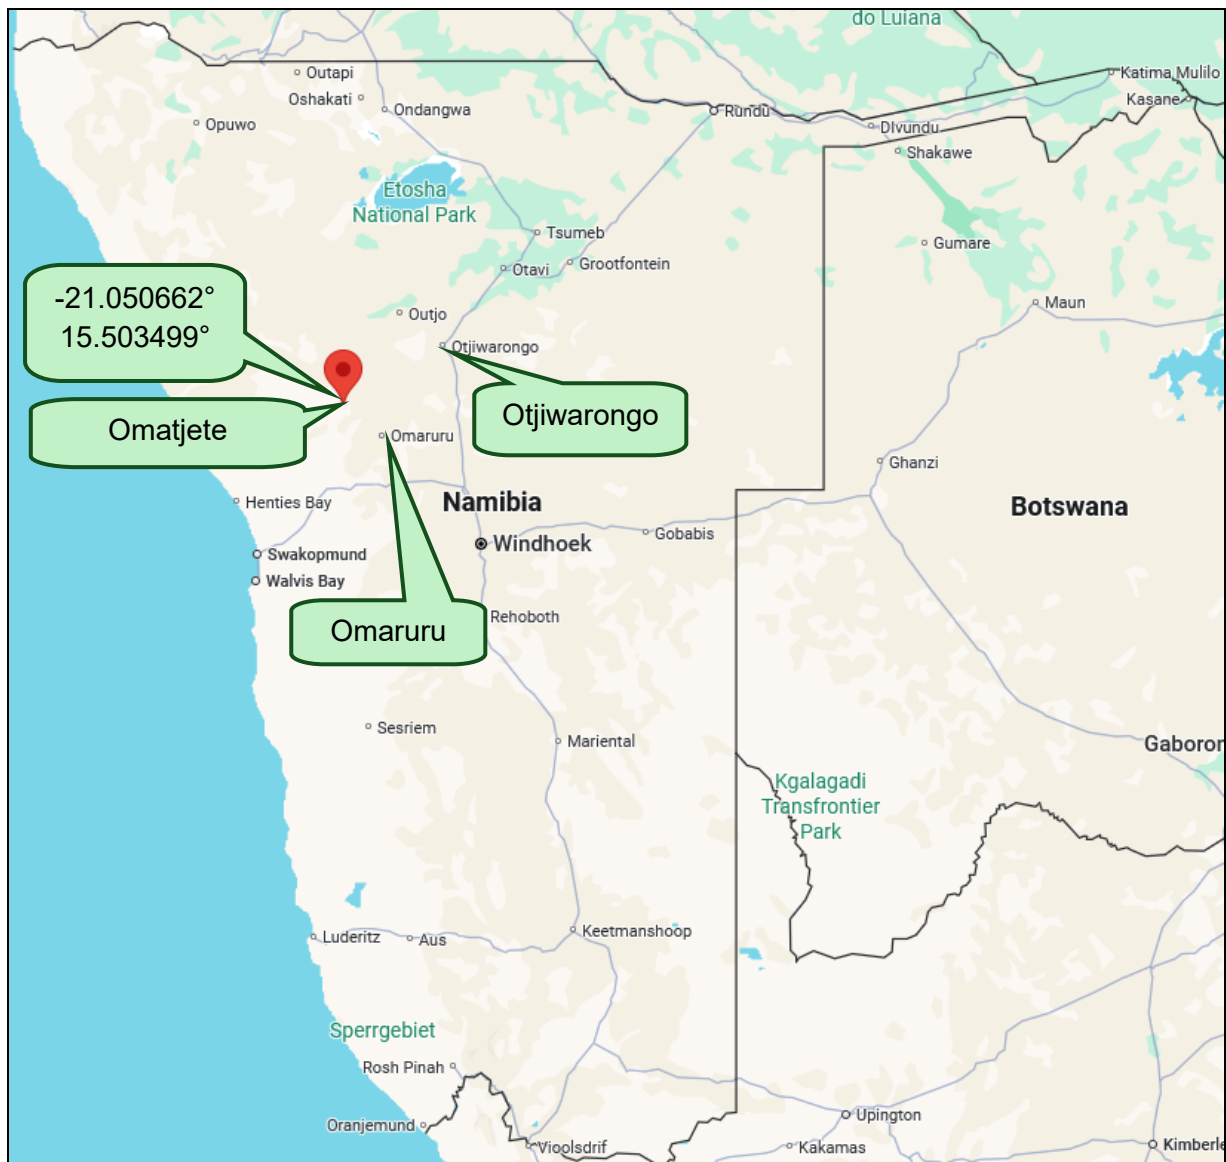 do Luiana
Outapi
Katima Mulilo
Oshakati
Kasane
Ondangwa
Rundu
Opuwo
Divundu
Shakawe
Etosha
National Park
Tsumeb
Gumare
Otavi
Grootfontein
-21.050662°
15.503499°
Maun
Outjo
Otjiwarongo
Otjiwarongo
Omatjete
Omaruru
Ghanzi
Henties Bay
Namibia
Botswana
Gobabis
Windhoek
Swakopmund
Walvis Bay
Rehoboth
Omaruru
Sesriem
Mariental
Gaboron
Kgalagadi
Transfrontier
Park
Keetmanshoop
Luderitz
Aus
Sperrgebiet
Rosh Pinah
Upington
Oranjemund
Vioolsdrif
Kakamas
Kimberle